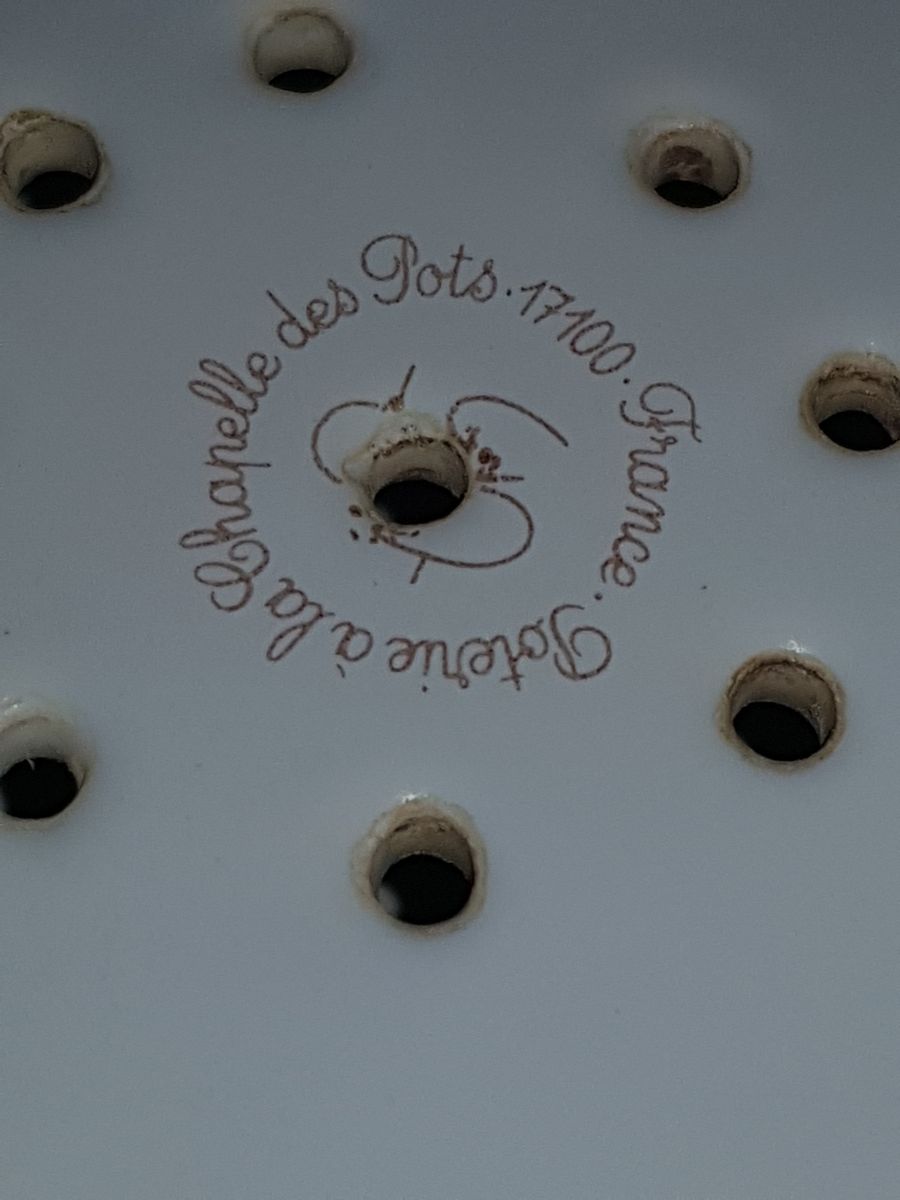 Poterie à la Chapelle des Pots . 17100 . France .